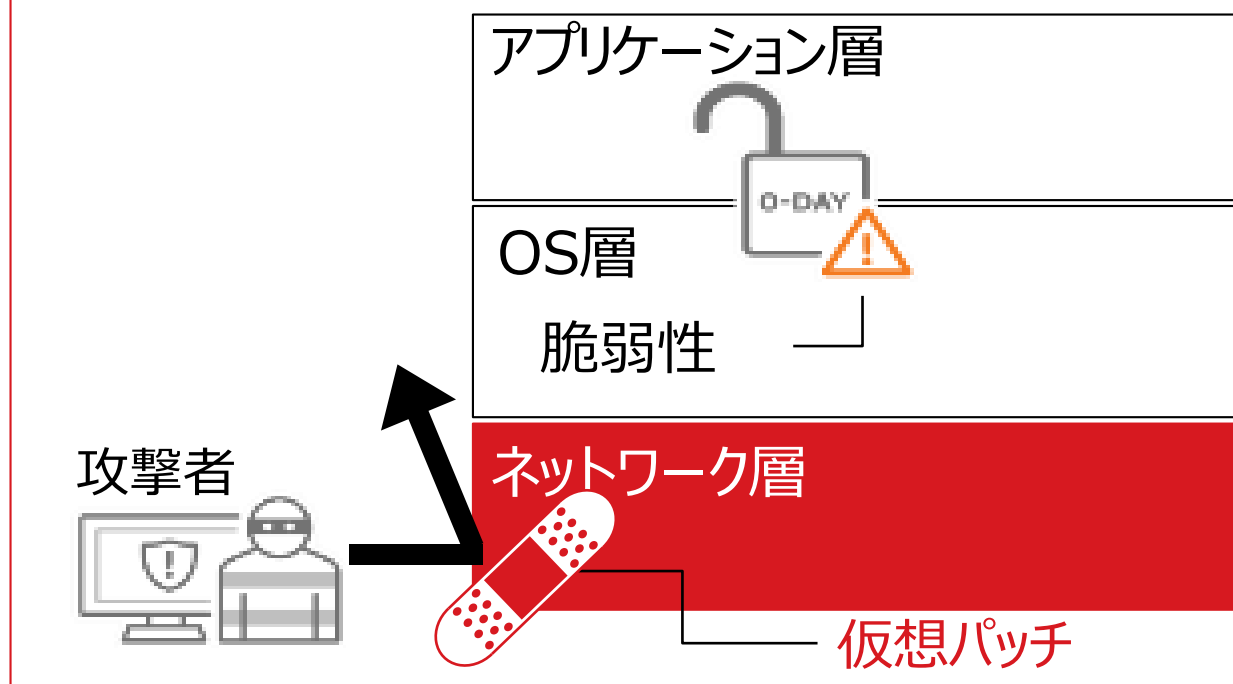 アプリケーション層
0-DAY
OS層
脆弱性
ネットワーク層
攻撃者
仮想パッチ